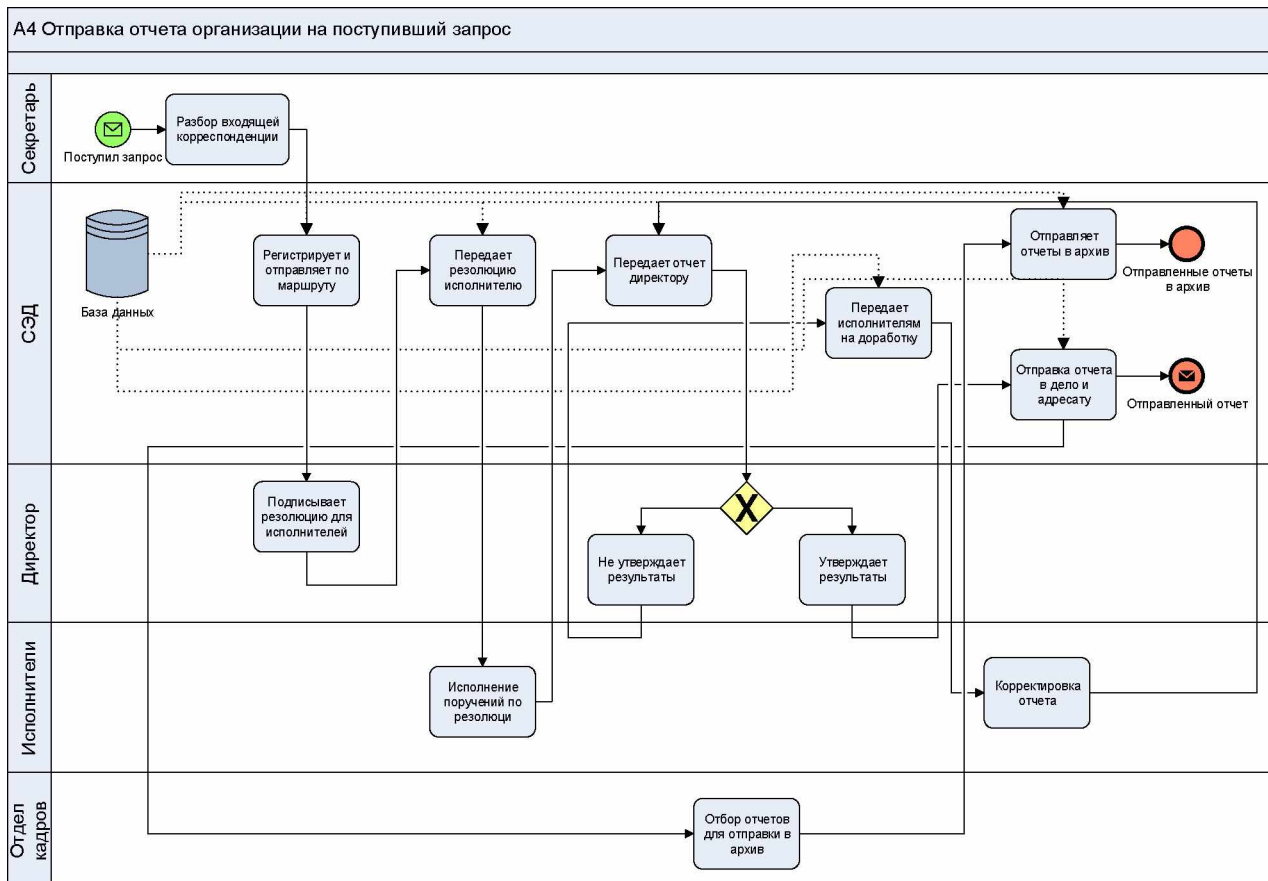 А4 Отправка отчета организации на поступивший запрос
Секретарь
Поступил запрос
Разбор входящей
корреспонденции
СЭД
База данных
Регистрирует и
отправляет по
маршруту
Передает
резолюцию
исполнителю
Передает отчет
директору
Передает
исполнителям
на доработку
Отправляет
отчеты в архив
Отправленные отчеты
в архив
Отправка отчета
в дело и
адресату
Отправленный отчет
Директор
Подписывает
резолюцию для
исполнителей
X
Не утверждает
результаты
Утверждает
результаты
Исполнители
Исполнение
поручений по
резолюци
Корректировка
отчета
Отдел
кадров
Отбор отчетов
для отправки в
архив